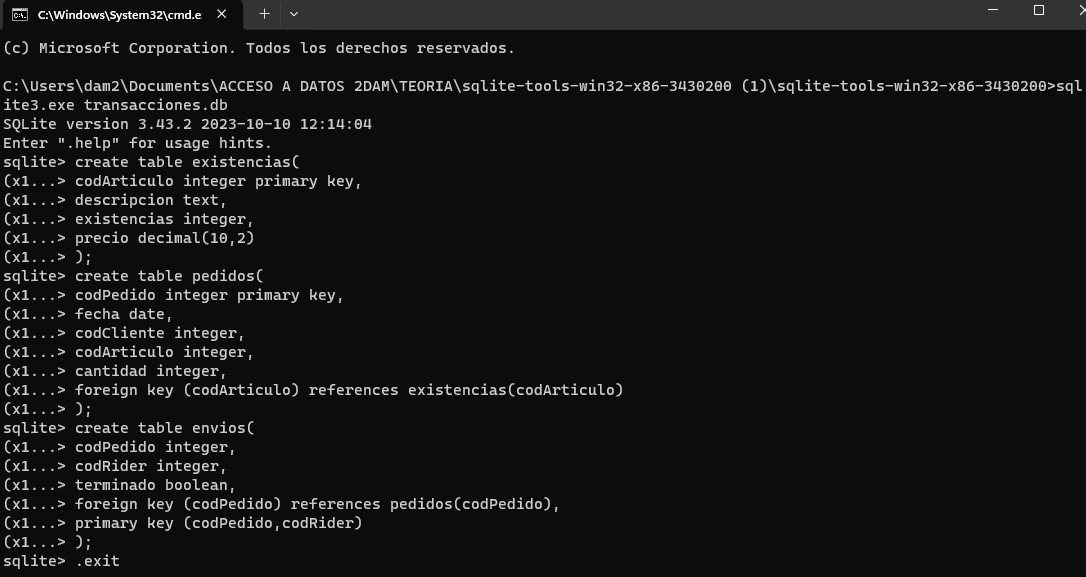 C:\Windows\System32\cmd.e
(c) Microsoft Corporation. Todos los derechos reservados.
C:\Users\dam2\Documents\ACCESO A DATOS 2DAM\TEORIA\sqlite-tools-win32-x86-3430200 (1)\sqlite-tools-win32-x86-3430200>sql
ite3.exe transacciones.db
SQLite version 3.43.2 2023-10-10 12:14:04
Enter ".help" for usage hints.
sqlite> create table existencias(
(x1...> codArticulo integer primary key,
(x1...> descripcion text,
(x1...> existencias integer,
(x1...> precio decimal(10,2)
(x1...> );
sqlite> create table pedidos(
(x1...> codPedido integer primary key,
(x1...> fecha date,
(x1...> codCliente integer,
(x1...> codArticulo integer,
(x1...> cantidad integer,
(x1...> foreign key (codArticulo) references existencias(codArticulo)
(x1...> );
sqlite> create table envios(
(x1...> codPedido integer,
(x1...> codRider integer,
(x1...> terminado boolean,
(x1...> foreign key (codPedido) references pedidos(codPedido),
(x1...> primary key (codPedido,codRider)
(x1...> );
sqlite> .exit